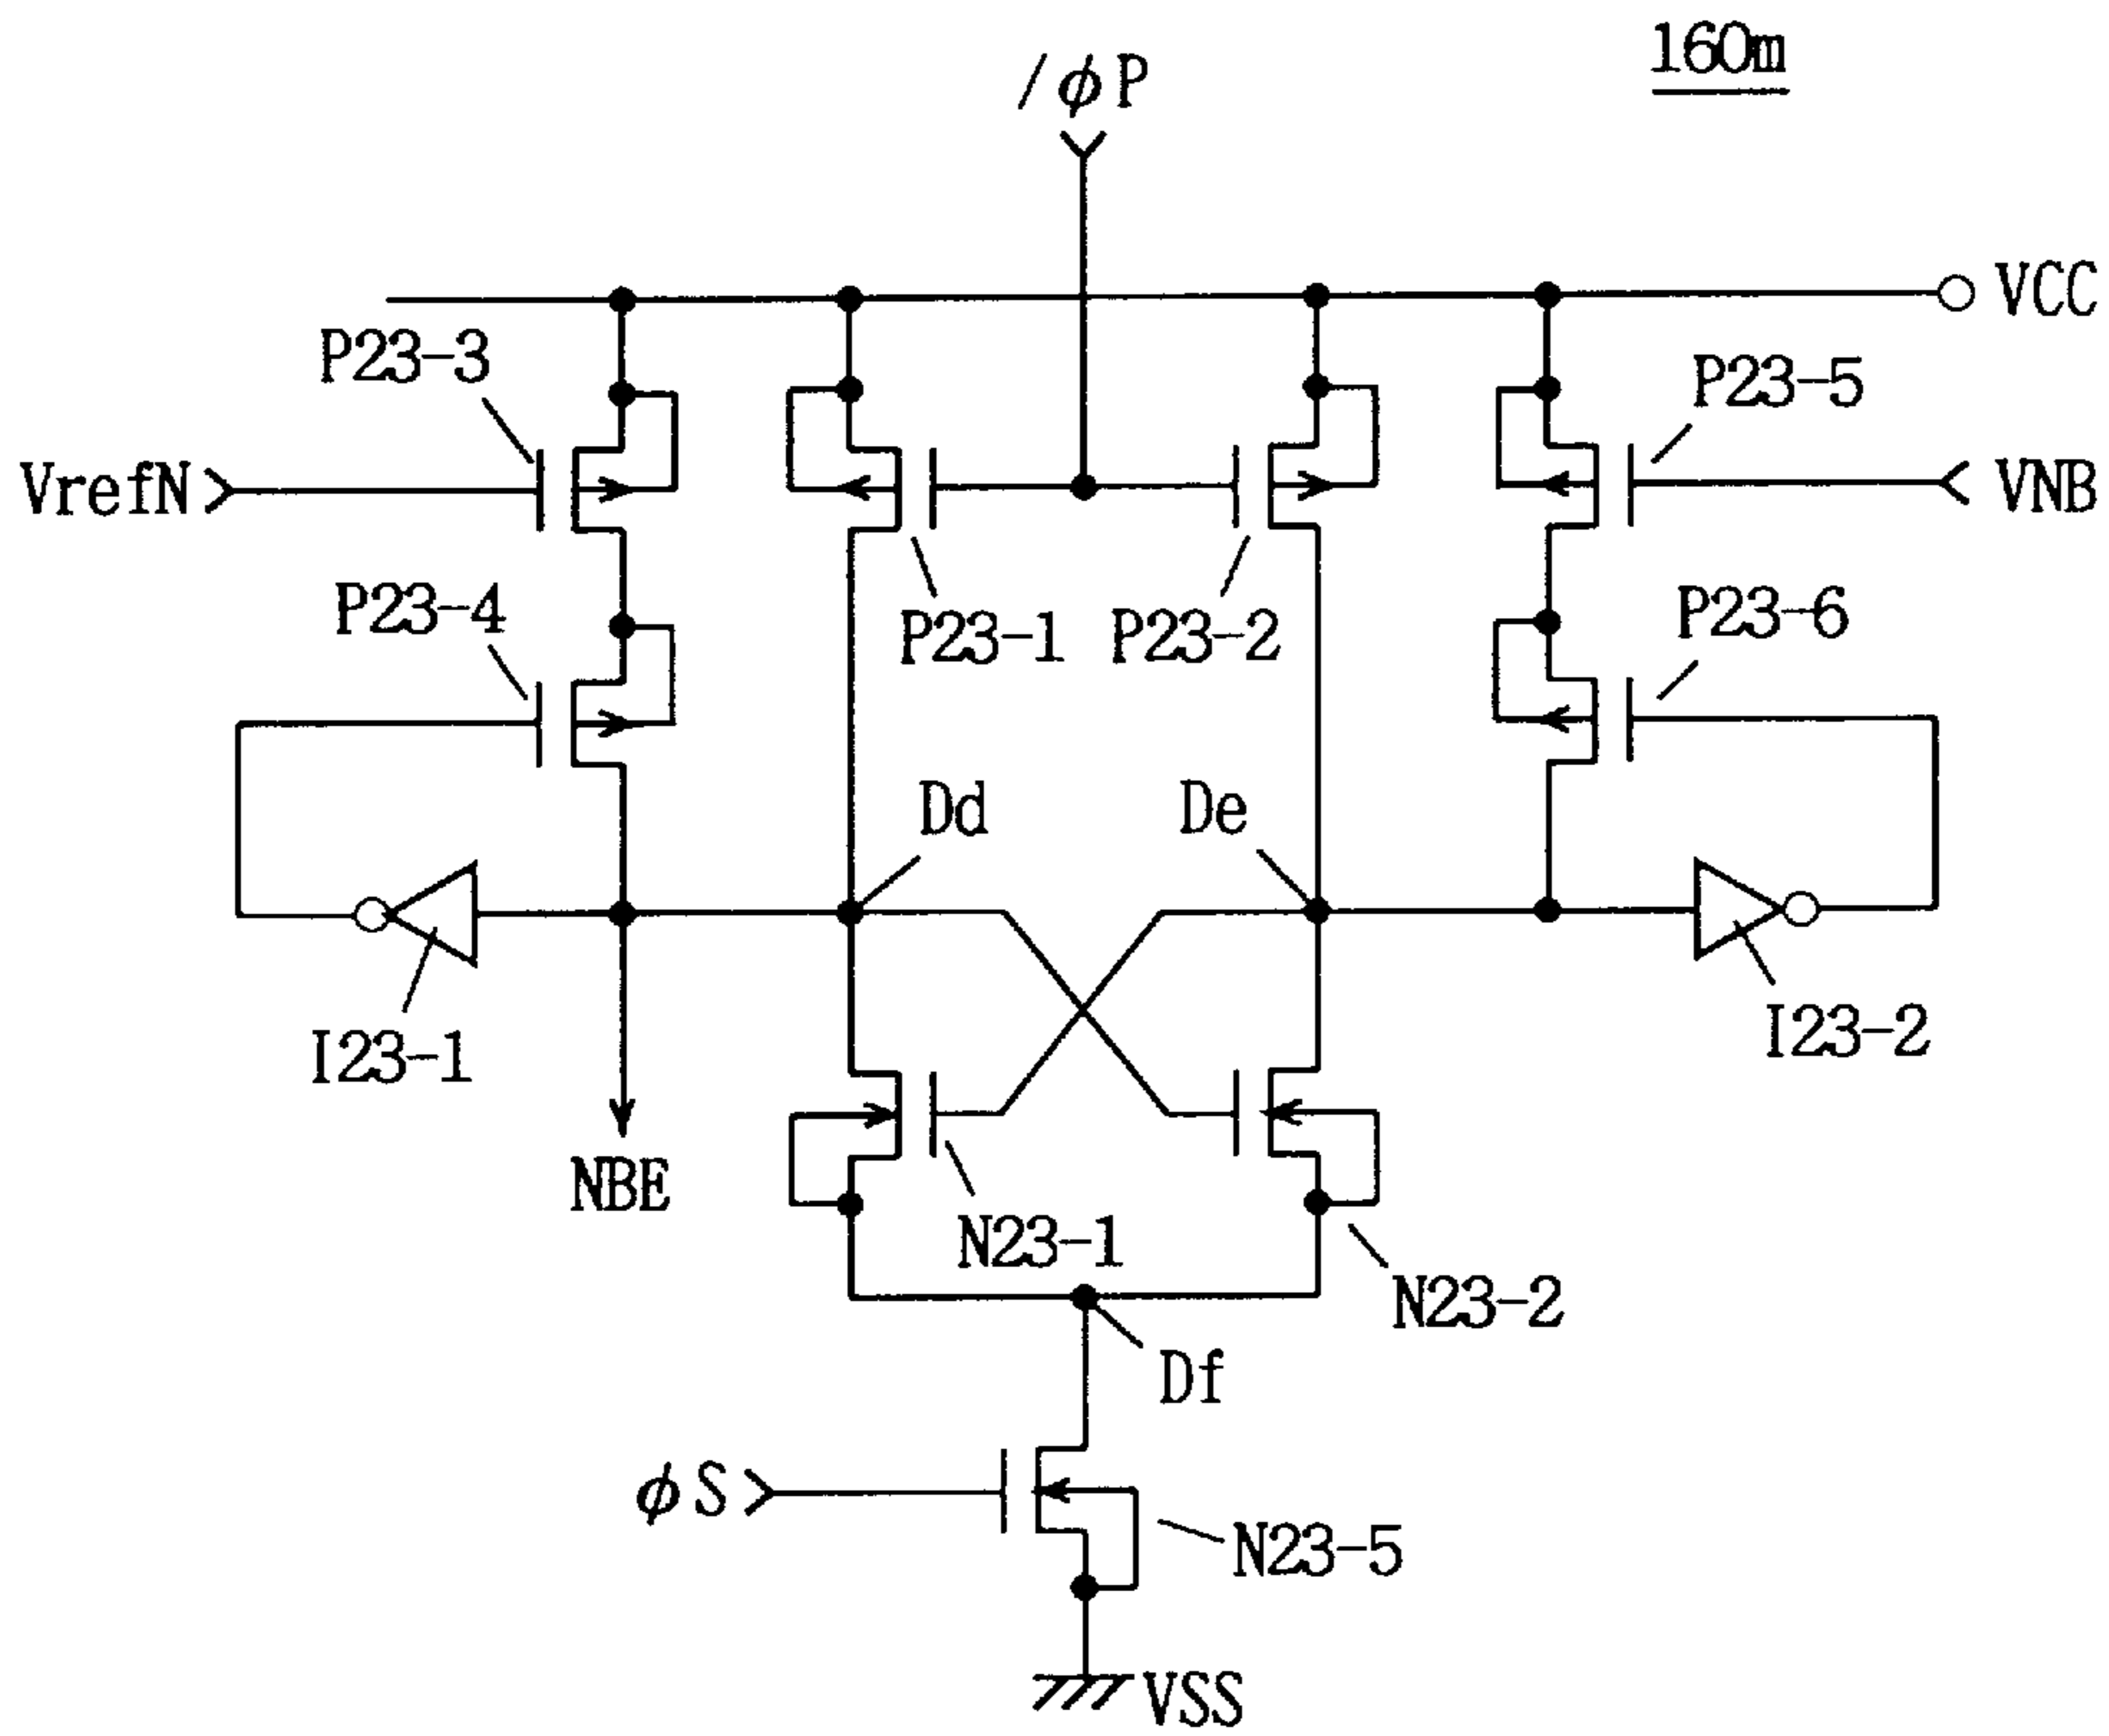 160m
/φP
VCC
P23-3
P23-5
VrefN
VNB
P23-4
P23-1
P23-2
P23-6
Dd
De
I23-1
I23-2
NBE
N23-1
N23-2
Df
φS
N23-5
VSS